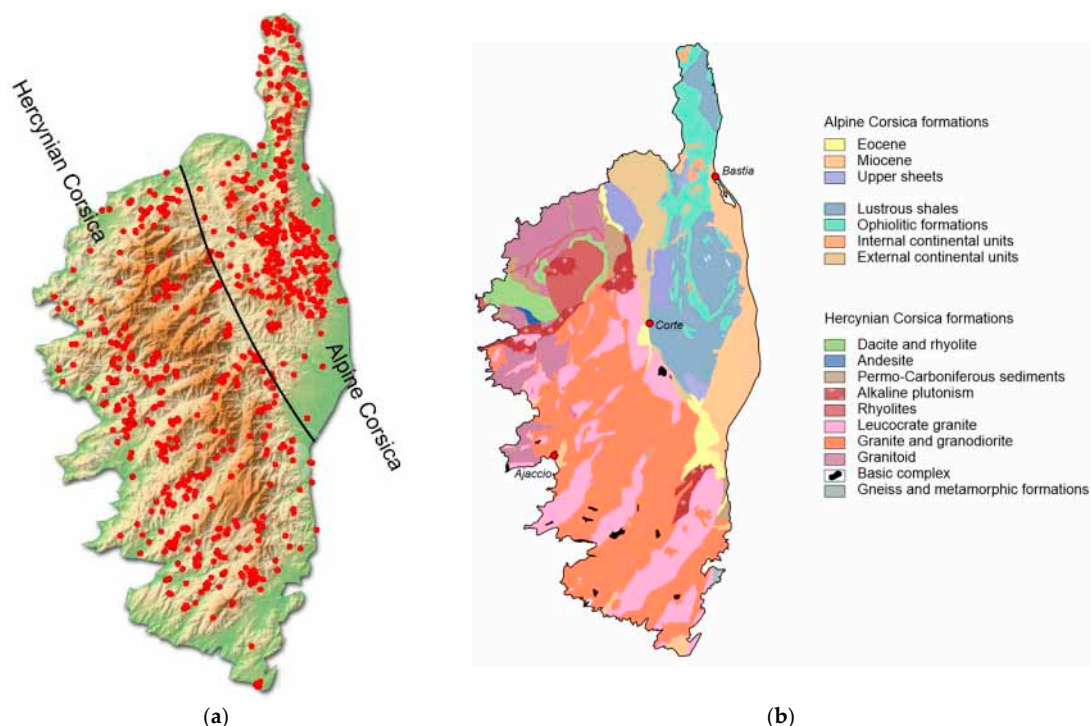 Hercynian Corsica
Alpine Corsica
(a)
Bastia
Corte
Ajaccio
Alpine Corsica formations
Eocene
Miocene
Upper sheets
Lustrous shales
Ophiolitic formations
Internal continental units
External continental units
Hercynian Corsica formations
Dacite and rhyolite
Andesite
Permo-Carboniferous sediments
Alkaline plutonism
Rhyolites
Leucocrate granite
Granite and granodiorite
Granitoid
Basic complex
Gneiss and metamorphic formations
(b)